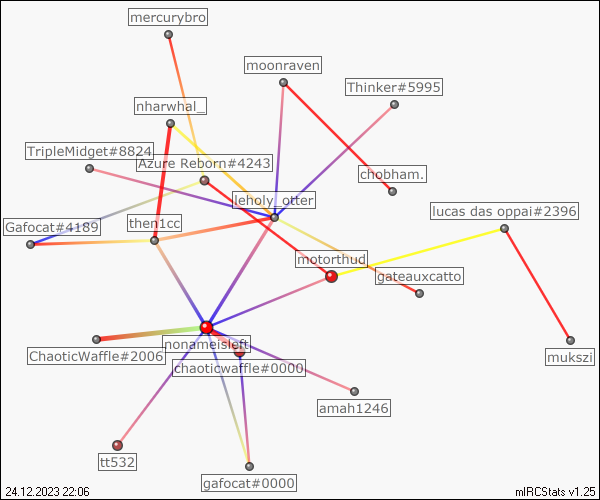 mercurybro
moonraven
Thinker#5995
nharwhal_
TripleMidget#8824
Azure Reborn#4243
chobham.
leholy_otter
lucas das oppai#2396
Gafocat#4189
then1cc
motorthud
gateauxcatto
nonameisleft
ChaoticWaffle#2006
chaoticwaffle#0000
mukszi
amah1246
tt532
gafocat#0000
24.12.2023 22:06
mIRCStats v1.25